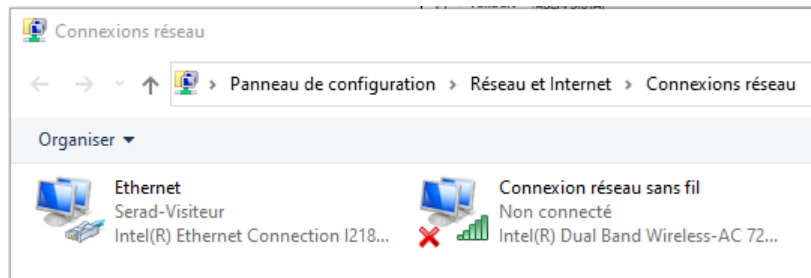 Connexions réseau
Panneau de configuration > Réseau et Internet > Connexions réseau
Organiser
Ethernet
Serad-Visiteur
Intel(R) Ethernet Connection I218...
Connexion réseau sans fil
Non connecté
Intel(R) Dual Band Wireless-AC 72...